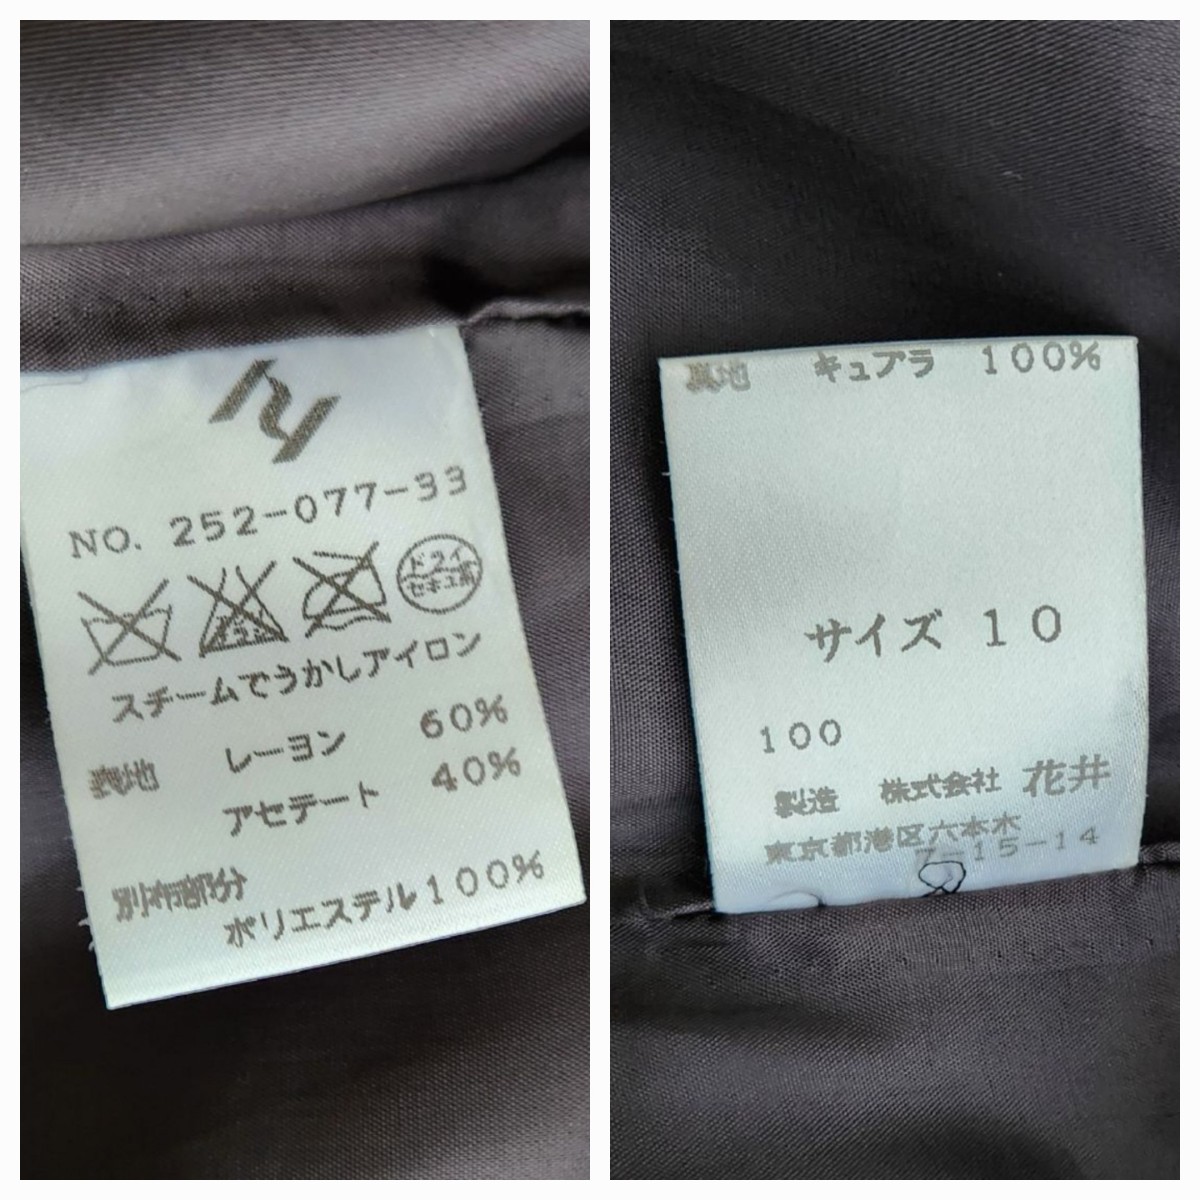 NO. 252-077-33
エンソ
ドライ
セキユ系
スチームでうかしアイロン
表地 レーヨン 60%
アセテート 40%
別布部分
ポリエステル100%
裏地 キュプラ 100%
サイズ 10
100
製造 株式会社 花井
東京都港区六本木
7-15-14